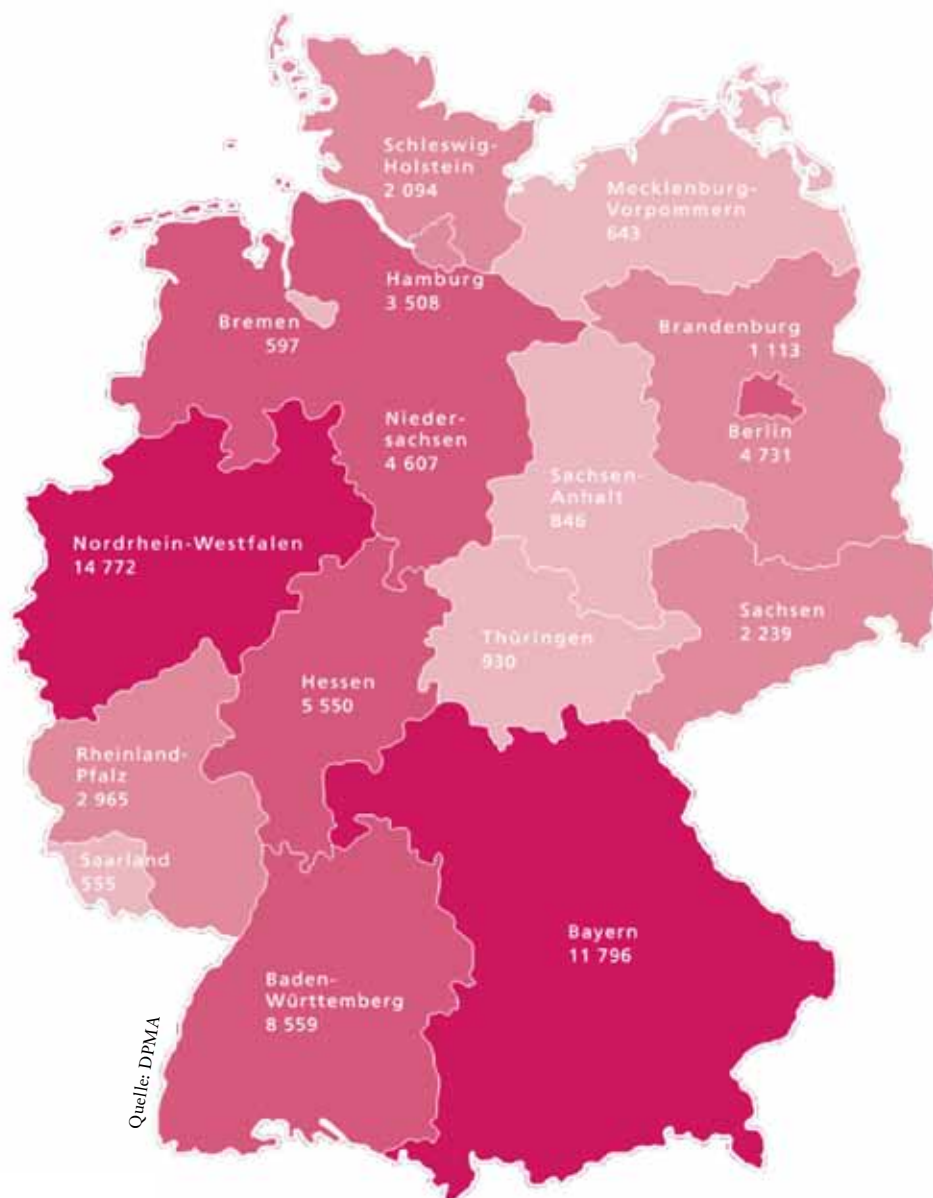 Schleswig-
Holstein
2 094
Mecklenburg-
Vorpommern
643
Hamburg
3 508
Bremen
597
Brandenburg
1 113
Berlin
4 731
Nieder-
sachsen
4 607
Sachsen-
Anhalt
846
Nordrhein-Westfalen
14 772
Sachsen
2 239
Thüringen
930
Hessen
5 550
Rheinland-
Pfalz
2 965
Saarland
555
Bayern
11 796
Baden-
Württemberg
8 559
Quelle: DPMA